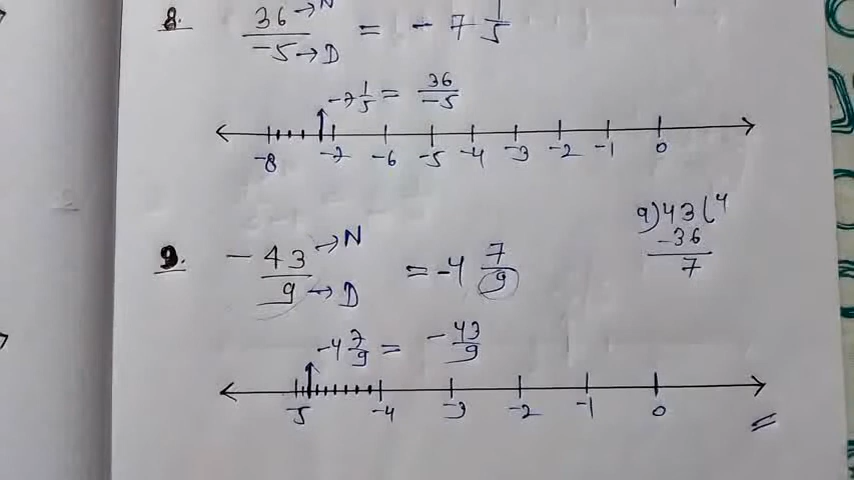 8. 36/-5 →N →D = -7 1/5
-7 1/5 = 36/-5
-8 -7 -6 -5 -4 -3 -2 -1 0
9)43(4
-36
7
9. -43/9 →N →D = -4 7/9
-4 7/9 = -43/9
5 -4 -3 -2 -1 0